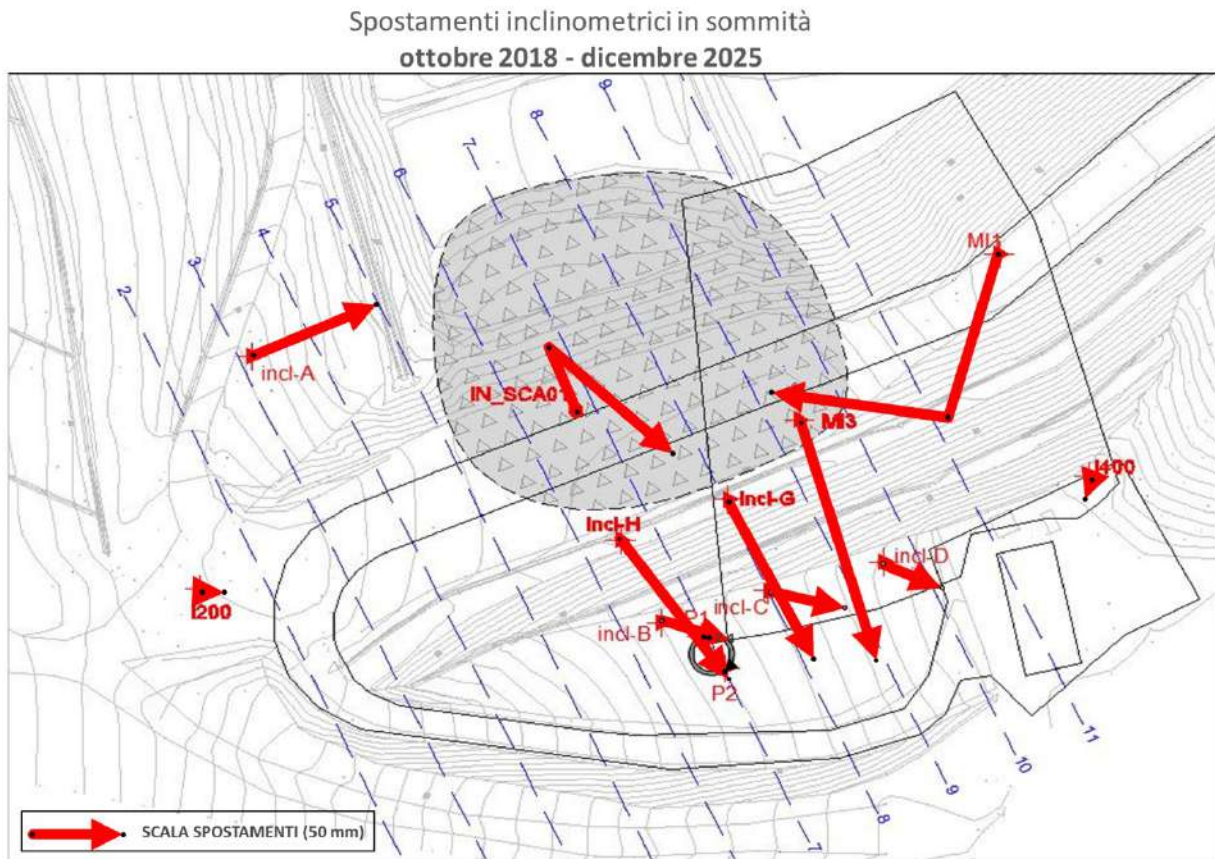 Spostamenti inclinometrici in sommità
ottobre 2018 - dicembre 2025
9
8
7
6
5
4
3
2
MI1
incl-A
IN_SCA01
MI3
I400
Incl-G
Incl-H
incl-D
I200
incl-C
P1
incl-B
P2
11
10
9
8
7
SCALA SPOSTAMENTI (50 mm)